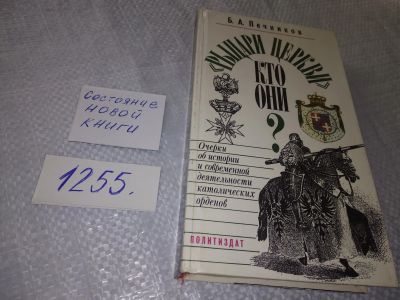 Состояние
новой
книги
1255.
Б. А. Печников
«РЫЦАРИ ЦЕРКВИ»
КТО
ОНИ
?
Очерки
об истории
и современной
деятельности
католических
орденов
ПОЛИТИЗДАТ